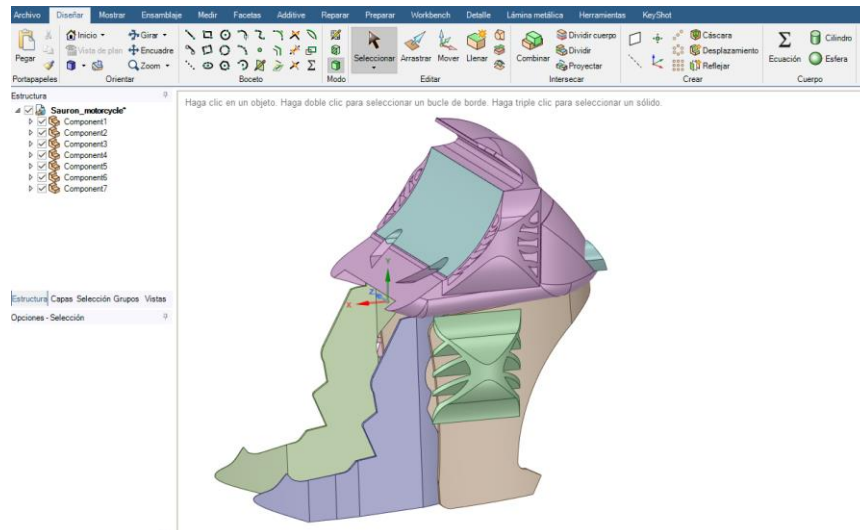 Archivo Diseñar Mostrar Ensamblaje Medir Facetas Additive Reparar Preparar Workbench Detalle Lámina metálica Herramientas KeyShot
Inicio Girar Dividir cuerpo Cáscara Cilindro
Vista de plan Encuadre Dividir Desplazamiento
Pegar Zoom Seleccionar Arrastrar Mover Llenar Combinar Proyectar Reflejar Ecuación Esfera
Portapapeles Orientar Boceto Modo Editar Intersecar Crear Cuerpo
Estructura
Haga clic en un objeto. Haga doble clic para seleccionar un bucle de borde. Haga triple clic para seleccionar un sólido.
Sauron_motorcycle*
Component1
Component2
Component3
Component4
Component5
Component6
Component7
Y
Z
X
Estructura Capas Selección Grupos Vistas
Opciones - Selección